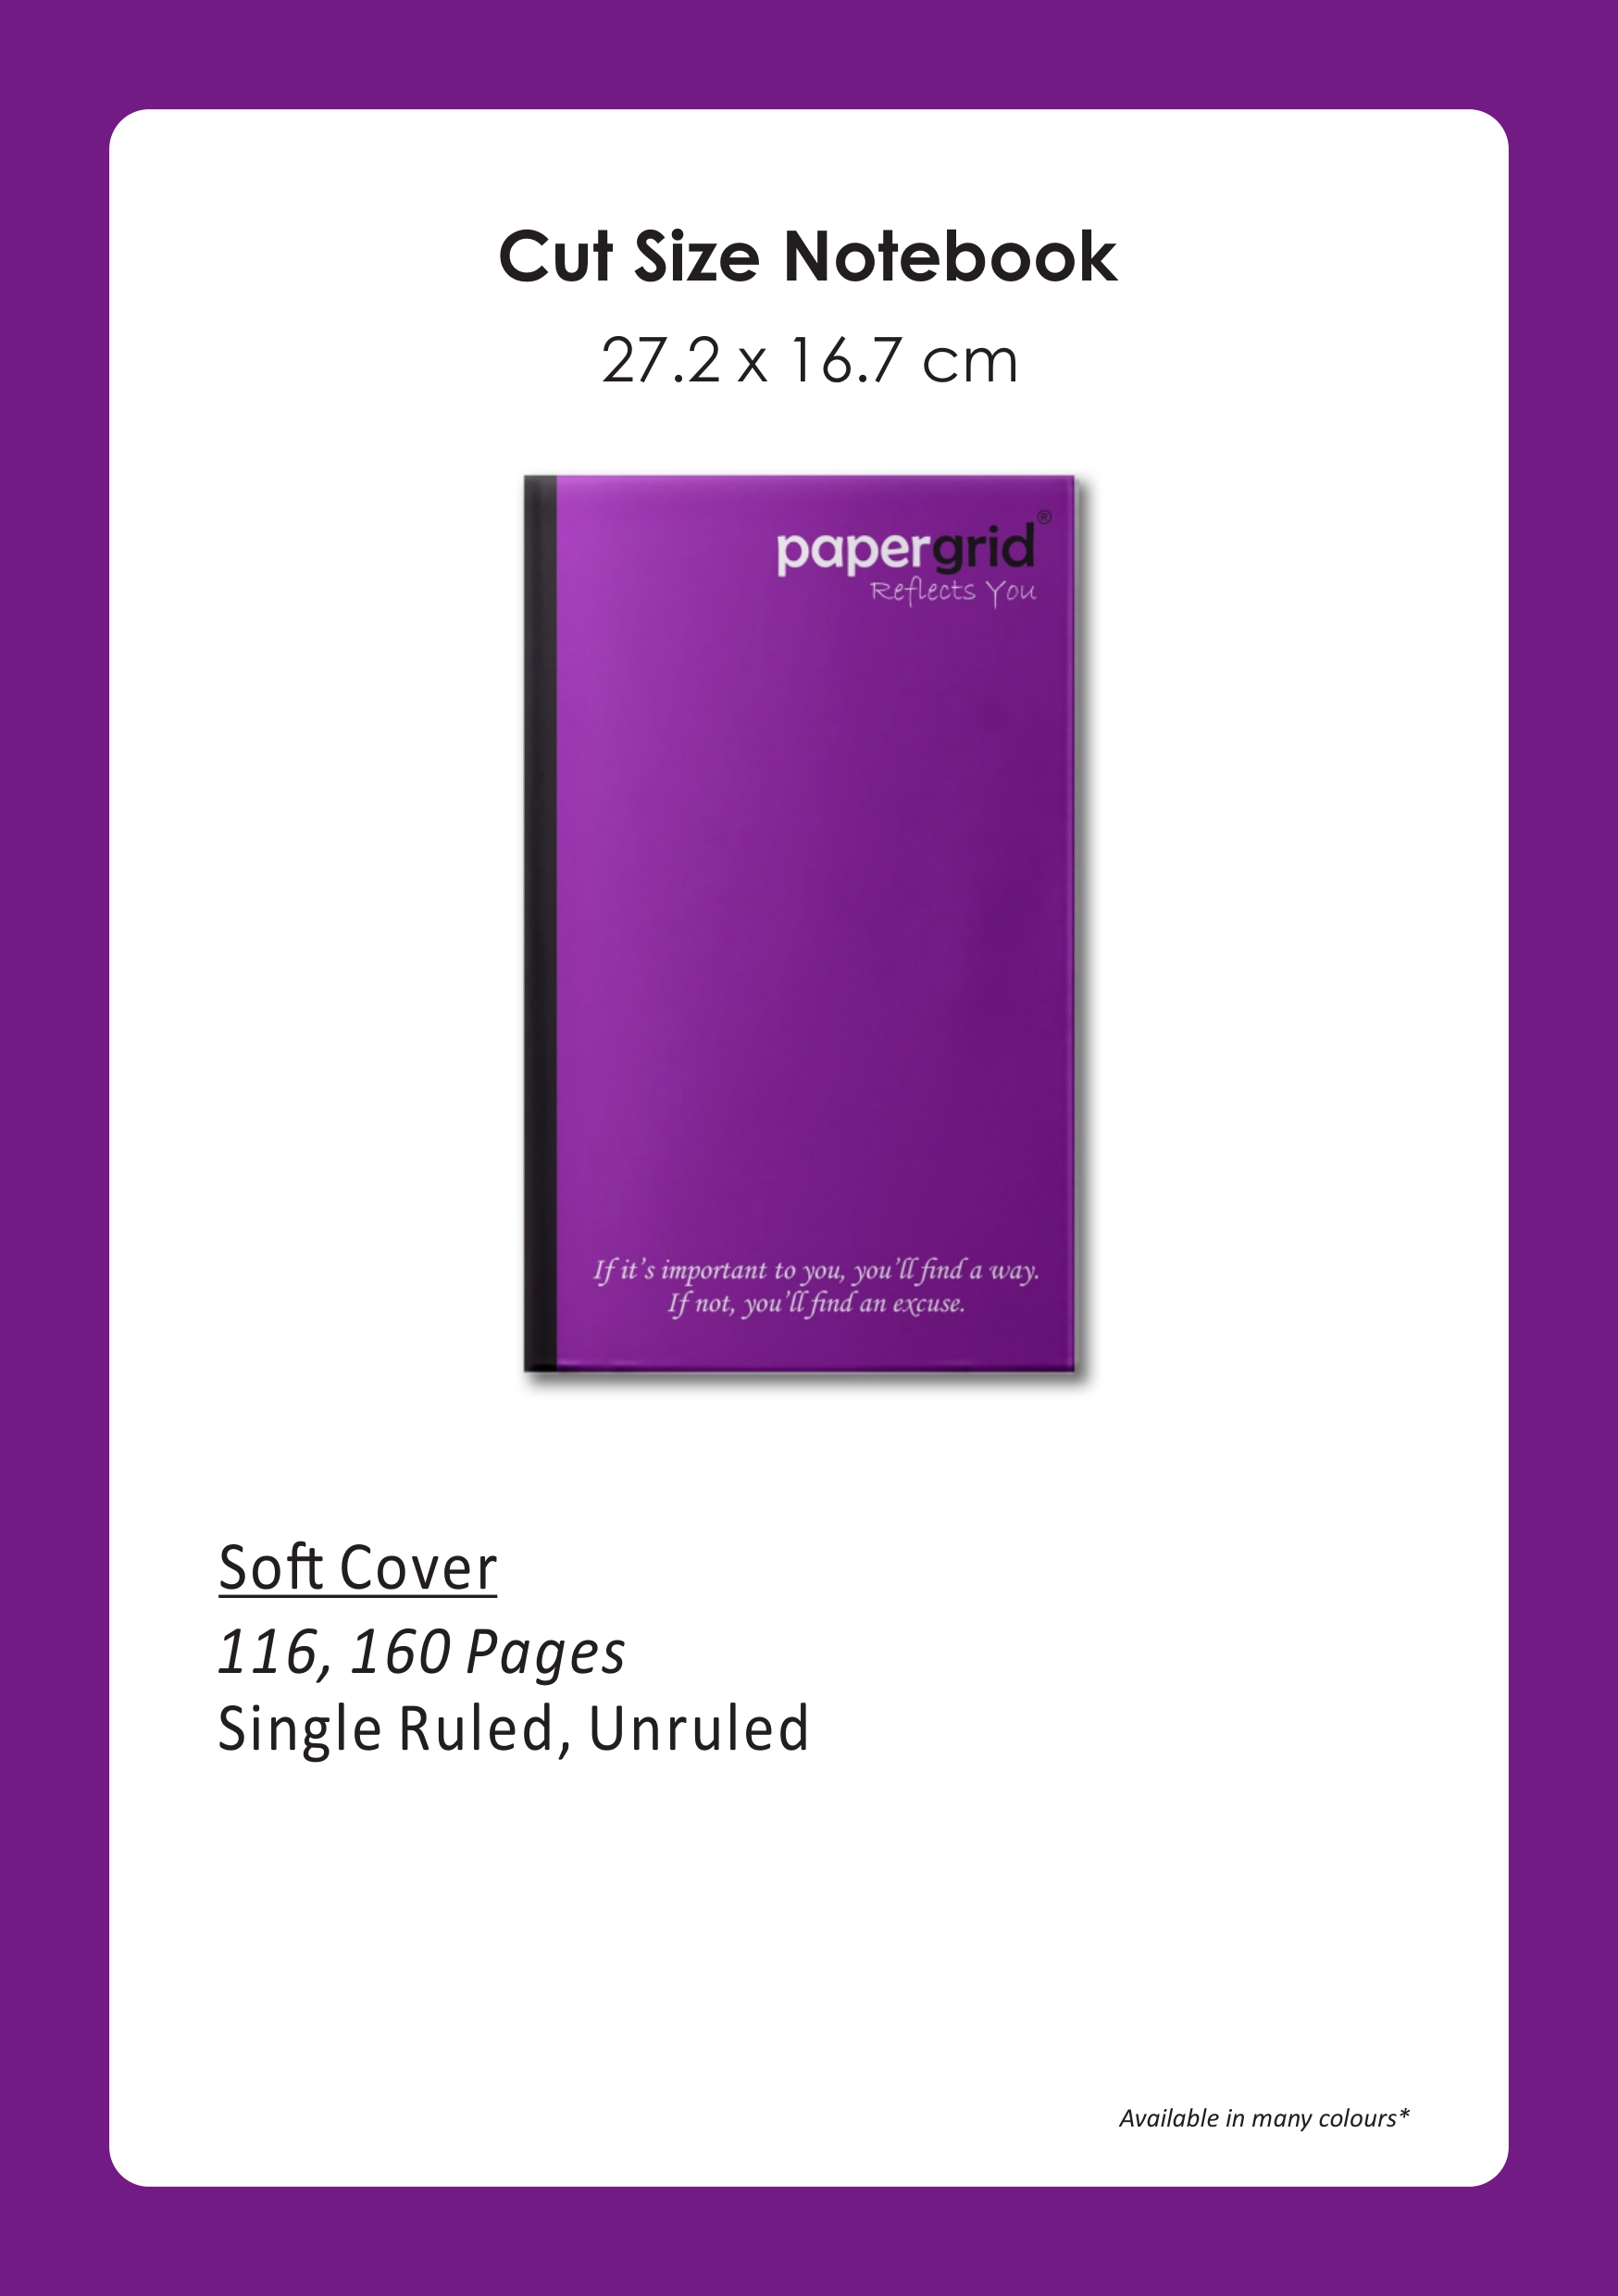 Cut Size Notebook
27.2 x 16.7 cm
papergrid®
Reflects You
If it's important to you, you'll find a way.
If not, you'll find an excuse.
Soft Cover
116, 160 Pages
Single Ruled, Unruled
Available in many colours*